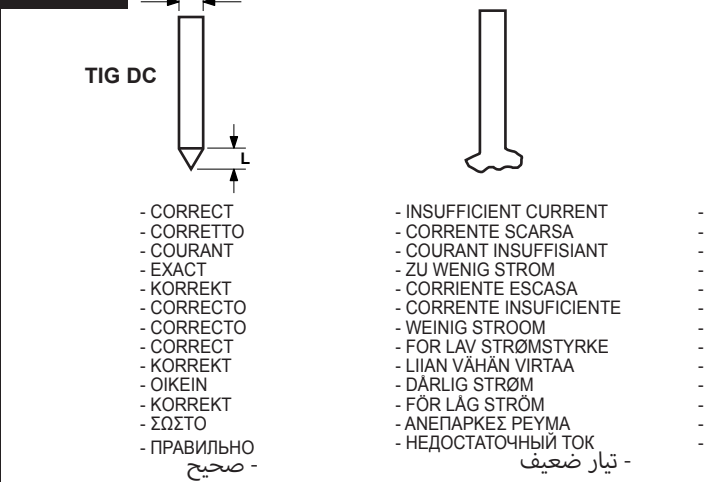 TIG DC
L
- CORRECT
- CORRETTO
- COURANT
- EXACT
- KORREKT
- CORRECTO
- CORRECTO
- CORRECT
- KORREKT
- OIKEIN
- KORREKT
- ΣΩΣΤΟ
- ПРАВИЛЬНО
- صحيح
- INSUFFICIENT CURRENT
- CORRENTE SCARSA
- COURANT INSUFFISIANT
- ZU WENIG STROM
- CORRIENTE ESCASA
- CORRENTE INSUFICIENTE
- WEINIG STROOM
- FOR LAV STRØMSTYRKE
- LIIAN VÄHÄN VIRTAA
- DÅRLIG STRØM
- FÖR LÅG STRÖM
- ΑΝΕΠΑΡΚΕΣ ΡΕΥΜΑ
- НЕДОСТАТОЧНЫЙ ТОК
- تيار ضعيف